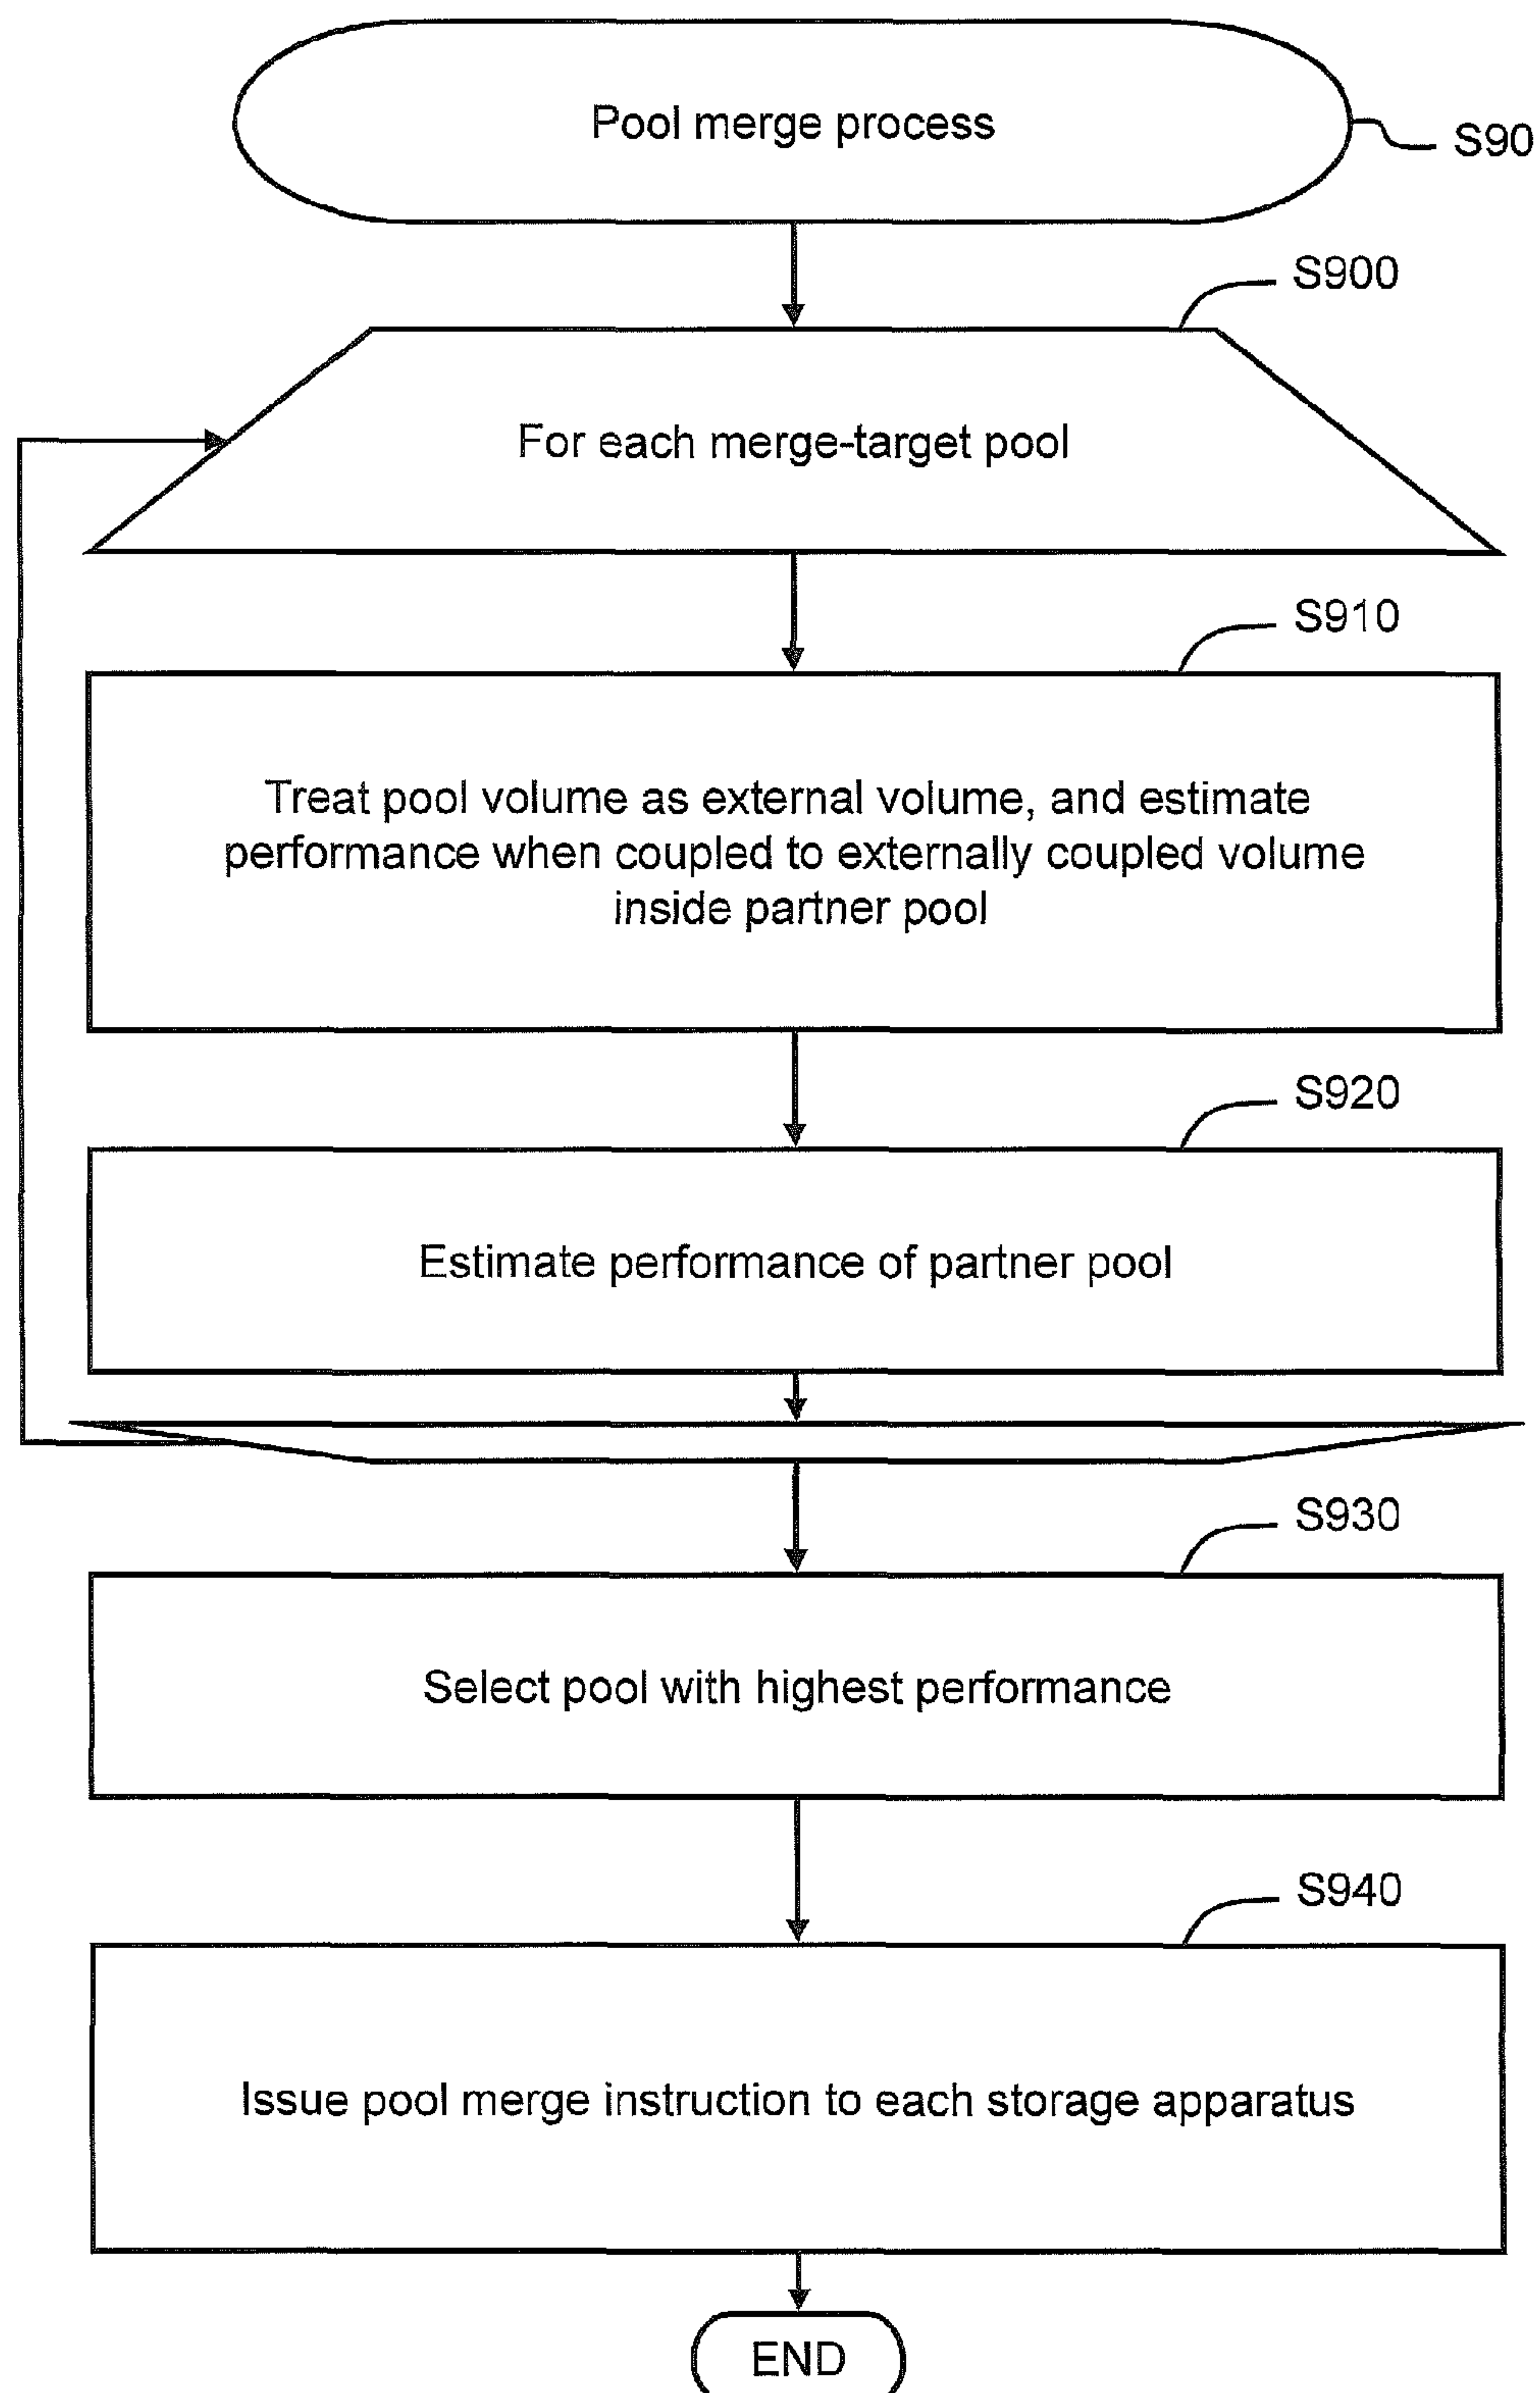 Pool merge process
S90
S900
For each merge-target pool
S910
Treat pool volume as external volume, and estimate
performance when coupled to externally coupled volume
inside partner pool
S920
Estimate performance of partner pool
S930
Select pool with highest performance
S940
Issue pool merge instruction to each storage apparatus
END